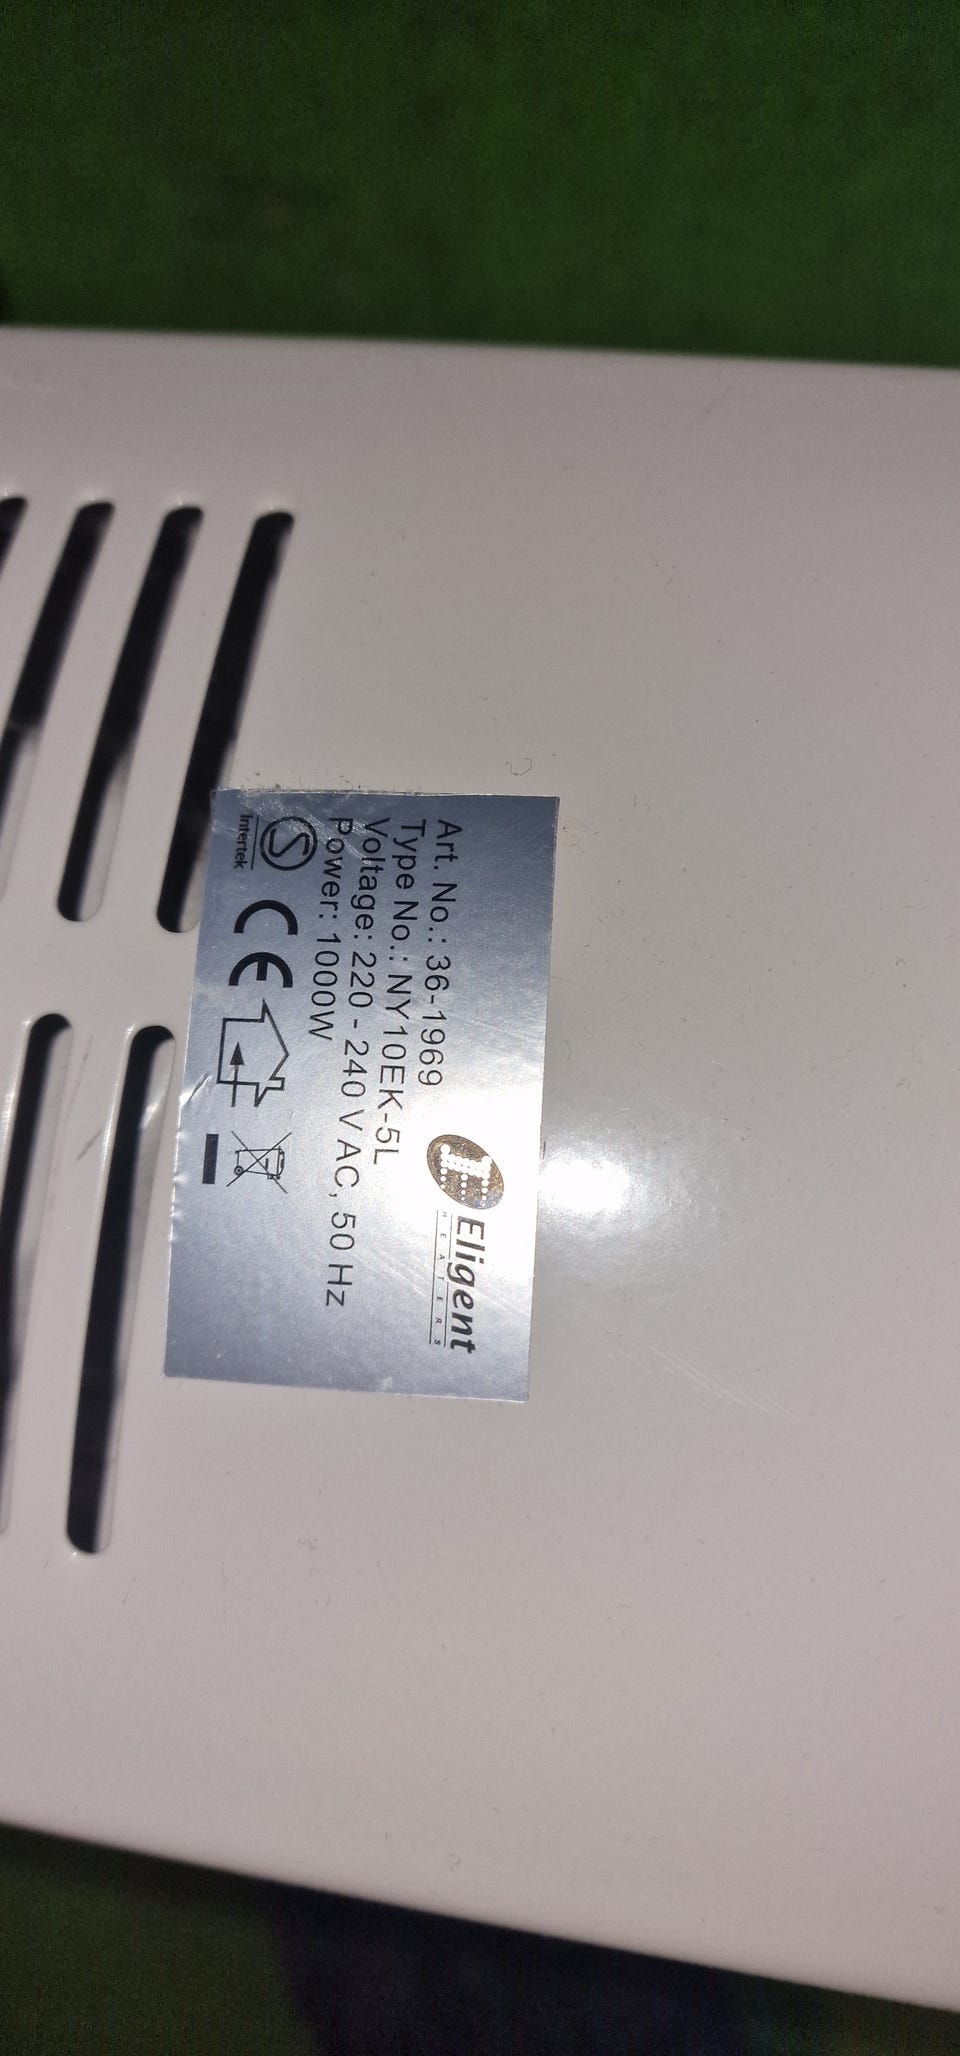 Eligent
HEATERS
Art. No.: 36-1969
Type No.: NY10EK-5L
Voltage: 220 - 240 V AC, 50 Hz
Power: 1000W
S CE
Intertek